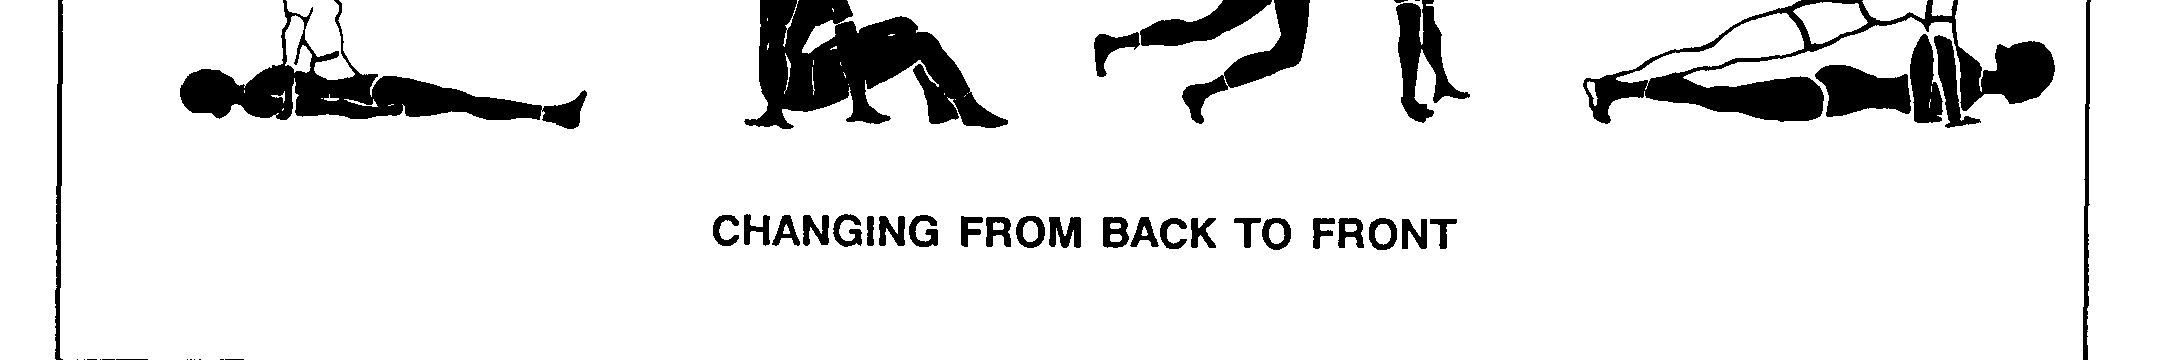 CHANGING FROM BACK TO FRONT